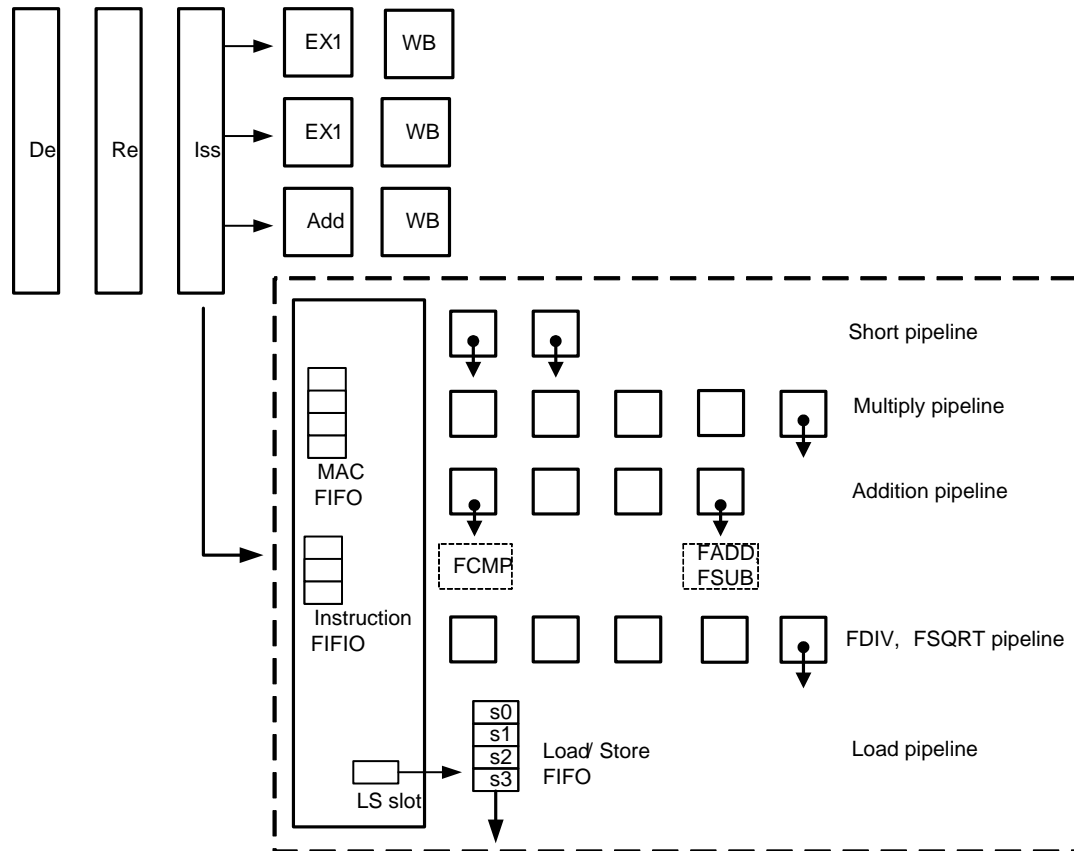 EX1
WB
De
Re
Iss
EX1
WB
Add
WB
Short pipeline
Multiply pipeline
MAC
FIFO
Addition pipeline
FCMP
FADD
FSUB
Instruction
FIFIO
FDIV, FSQRT pipeline
s0
s1
s2
s3
Load/ Store
FIFO
Load pipeline
LS slot